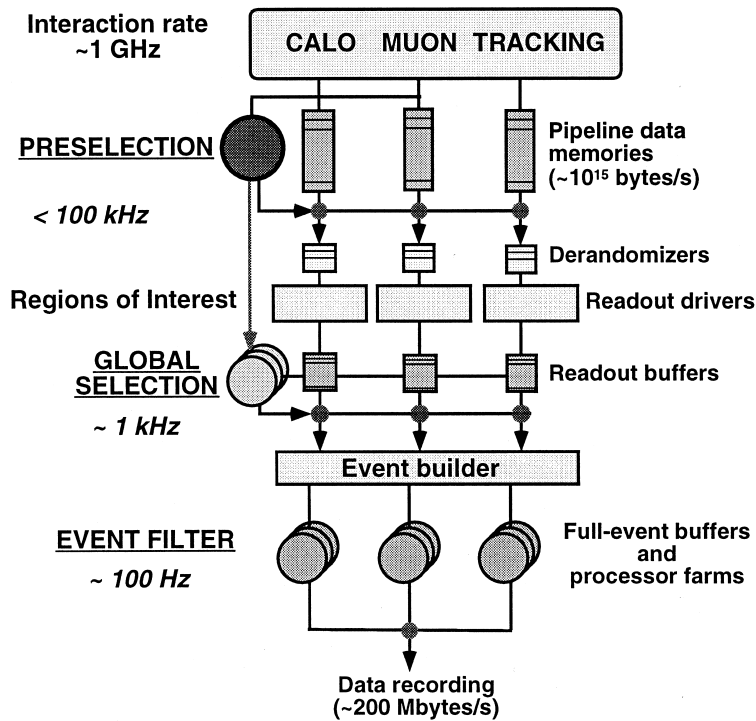 Interaction rate
~1 GHz
CALO MUON TRACKING
PRESELECTION
Pipeline data
memories
(~10¹⁵ bytes/s)
< 100 kHz
Derandomizers
Regions of Interest
Readout drivers
GLOBAL
SELECTION
Readout buffers
~ 1 kHz
Event builder
EVENT FILTER
~ 100 Hz
Full-event buffers
and
processor farms
Data recording
(~200 Mbytes/s)